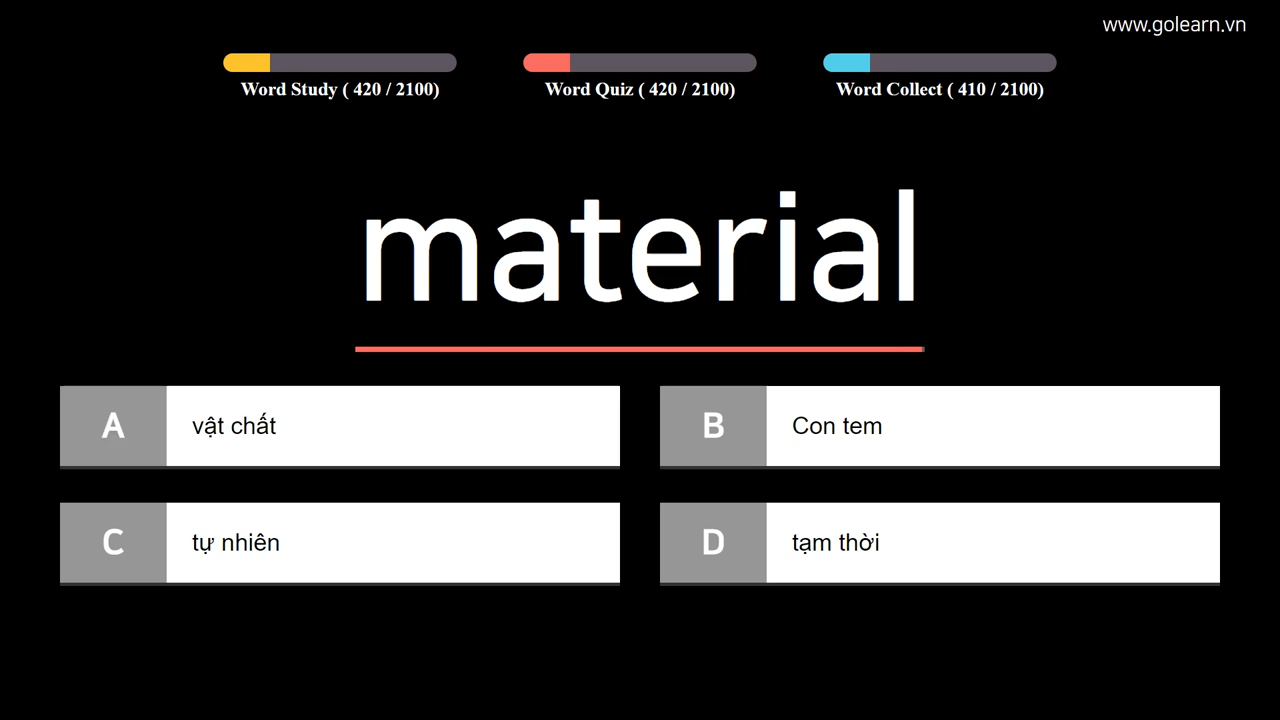 www.golearn.vn
Word Study ( 420 / 2100)
Word Quiz ( 420 / 2100)
Word Collect ( 410 / 2100)
material
A vật chất
B Con tem
C tự nhiên
D tạm thời